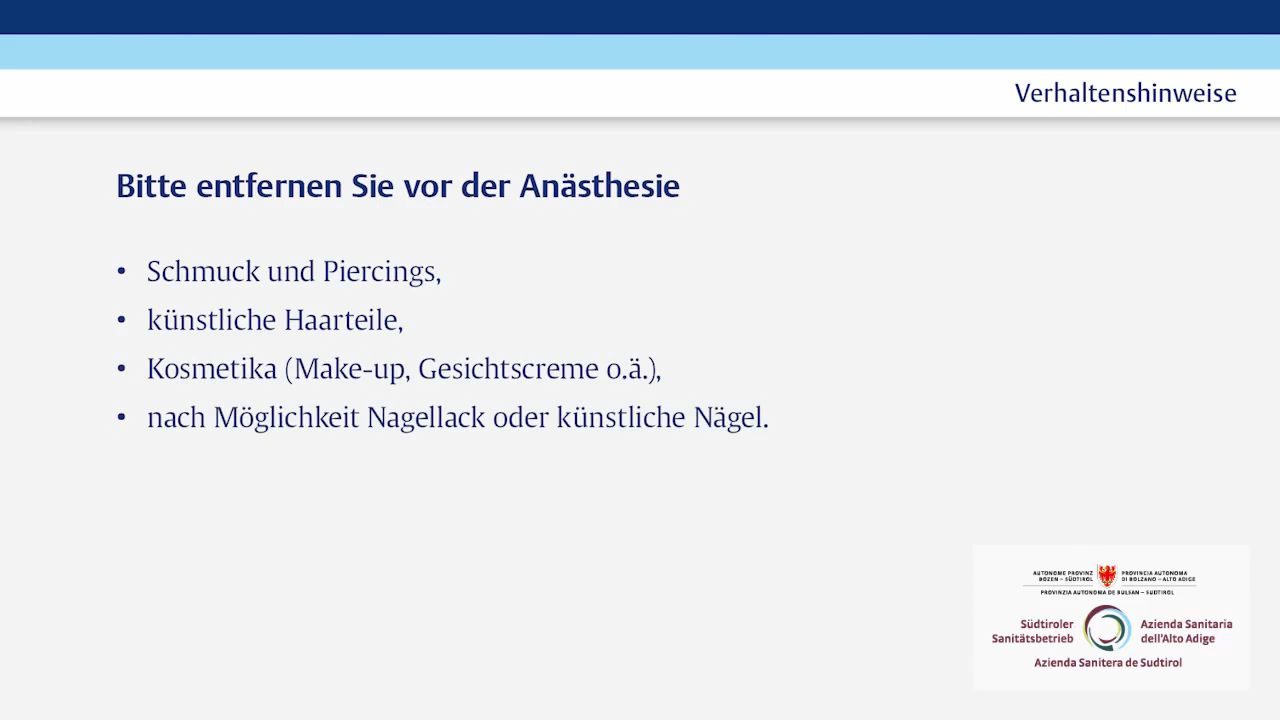 Verhaltenshinweise
Bitte entfernen Sie vor der Anästhesie
• Schmuck und Piercings,
• künstliche Haarteile,
• Kosmetika (Make-up, Gesichtscreme o.ä.),
• nach Möglichkeit Nagellack oder künstliche Nägel.
AUTONOME PROVINZ
BOZEN – SÜDTIROL
PROVINCIA AUTONOMA
DI BOLZANO – ALTO ADIGE
PROVINZIA AUTONOMA DE BULSAN – SUDTIROL
Südtiroler
Sanitätsbetrieb
Azienda Sanitaria
dell'Alto Adige
Azienda Sanitera de Sudtirol